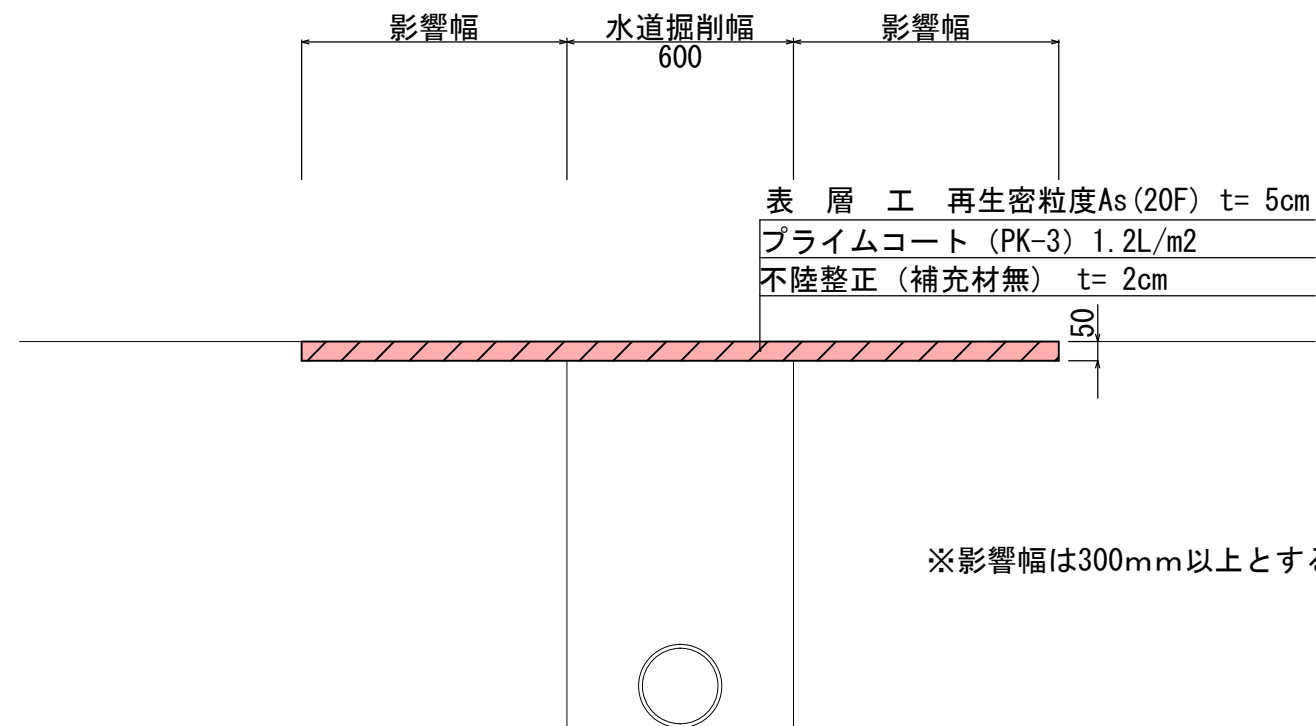 影響幅 水道掘削幅 影響幅
600
表　層　工　再生密粒度As(20F) t= 5cm
プライムコート（PK-3）1.2L/m2
不陸整正（補充材無） t= 2cm
50
※影響幅は300mm以上とする